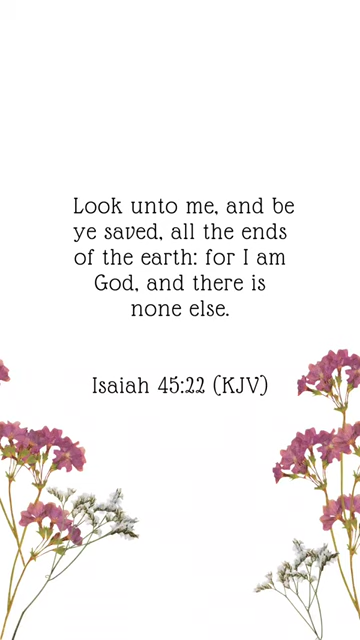 Look unto me, and be
ye saved, all the ends
of the earth: for I am
God, and there is
none else.
Isaiah 45:22 (KJV)